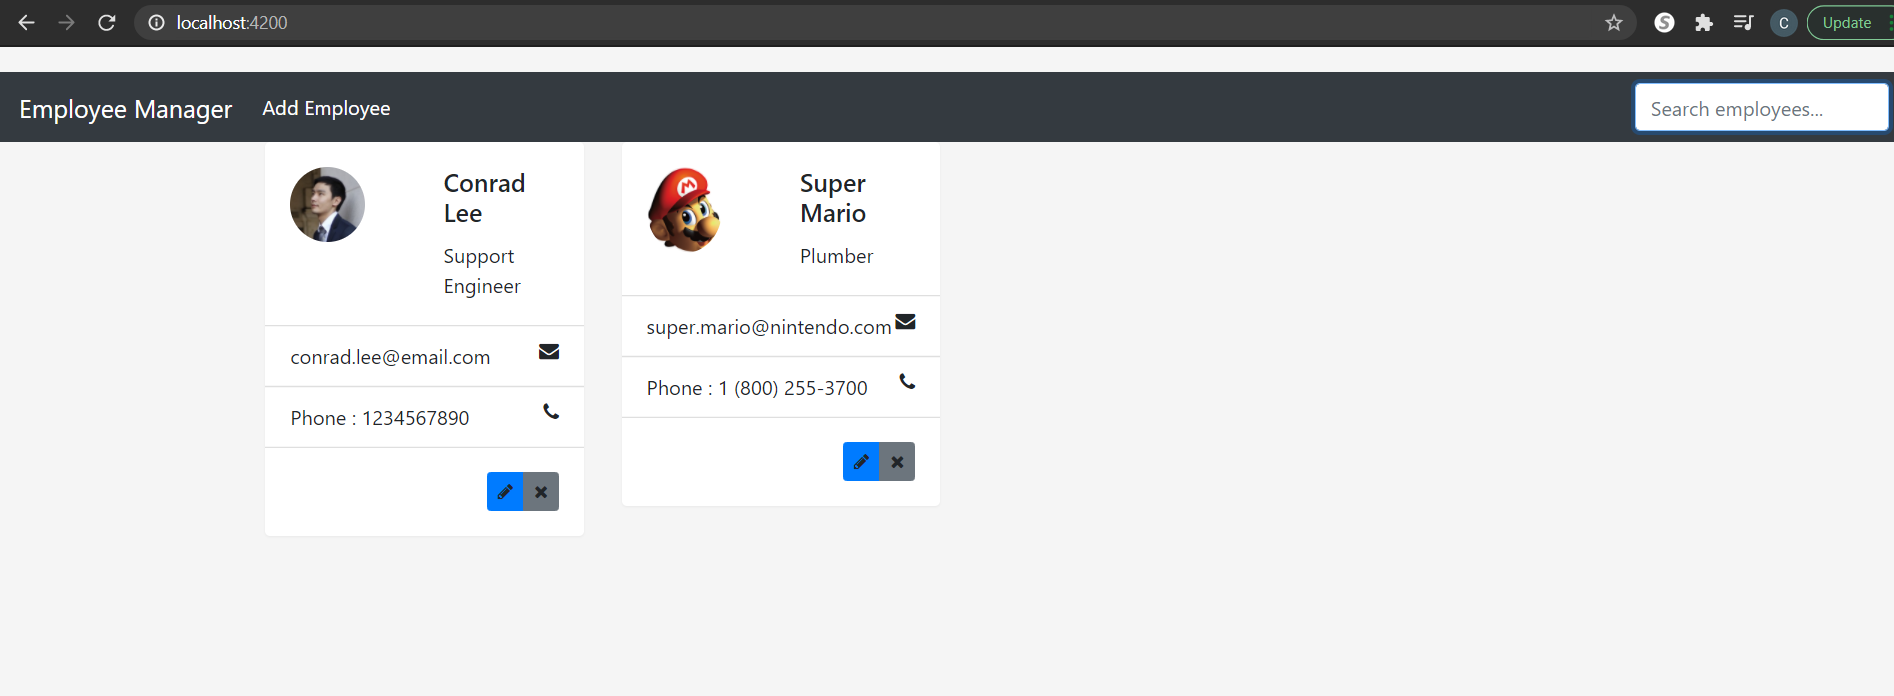 localhost:4200
C
Update
Employee Manager
Add Employee
Search employees...
Conrad
Lee
Support
Engineer
conrad.lee@email.com
Phone : 1234567890
M
Super
Mario
Plumber
super.mario@nintendo.com
Phone : 1 (800) 255-3700